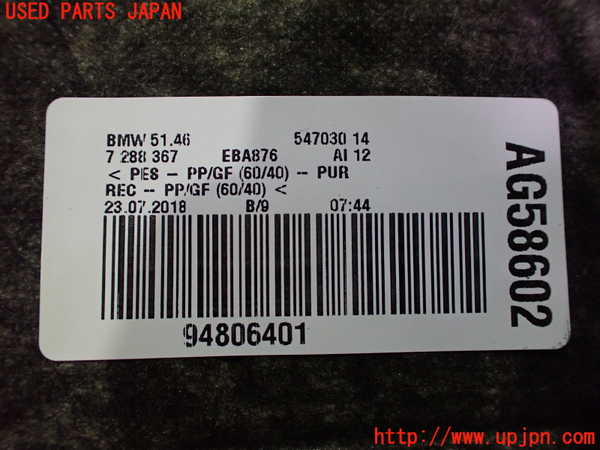 USED PARTS JAPAN
BMW 51.46 547030 14
7 288 367 EBA876 AI 12
< PES -- PP/GF (60/40) -- PUR
REC -- PP/GF (60/40) <
23.07.2018 B/9 07:44
94806401
AG58602
http://www.upjpn.com/